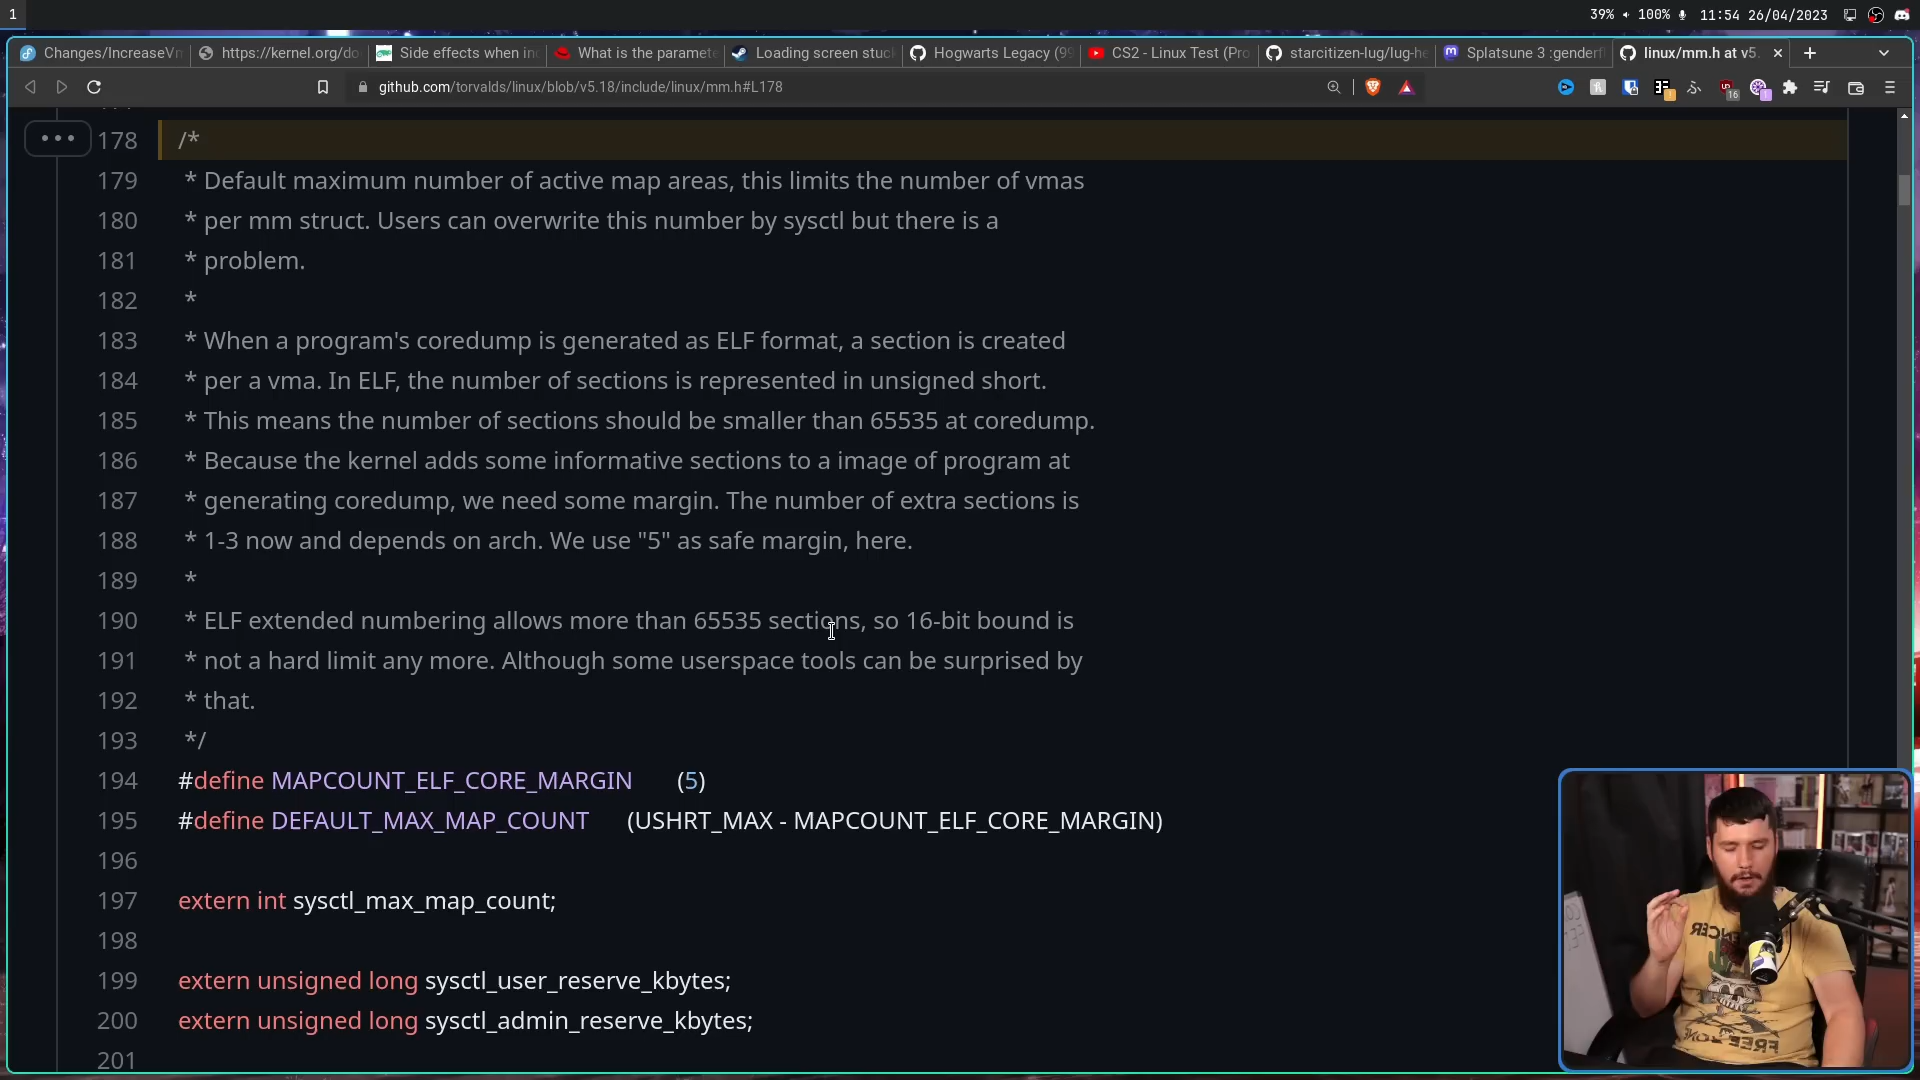 1
39% 100% 11:54 26/04/2023
Changes/IncreaseVm
https://kernel.org/do
Side effects when in
What is the paramete
Loading screen stuc
Hogwarts Legacy (99
CS2 - Linux Test (Pro
starcitizen-lug/lug-he
Splatsune 3 :genderf
linux/mm.h at v5.
github.com/torvalds/linux/blob/v5.18/include/linux/mm.h#L178
178 /*
179 * Default maximum number of active map areas, this limits the number of vmas
180 * per mm struct. Users can overwrite this number by sysctl but there is a
181 * problem.
182 *
183 * When a program's coredump is generated as ELF format, a section is created
184 * per a vma. In ELF, the number of sections is represented in unsigned short.
185 * This means the number of sections should be smaller than 65535 at coredump.
186 * Because the kernel adds some informative sections to a image of program at
187 * generating coredump, we need some margin. The number of extra sections is
188 * 1-3 now and depends on arch. We use "5" as safe margin, here.
189 *
190 * ELF extended numbering allows more than 65535 sections, so 16-bit bound is
191 * not a hard limit any more. Although some userspace tools can be surprised by
192 * that.
193 */
194 #define MAPCOUNT_ELF_CORE_MARGIN (5)
195 #define DEFAULT_MAX_MAP_COUNT (USHRT_MAX - MAPCOUNT_ELF_CORE_MARGIN)
196
197 extern int sysctl_max_map_count;
198
199 extern unsigned long sysctl_user_reserve_kbytes;
200 extern unsigned long sysctl_admin_reserve_kbytes;
201